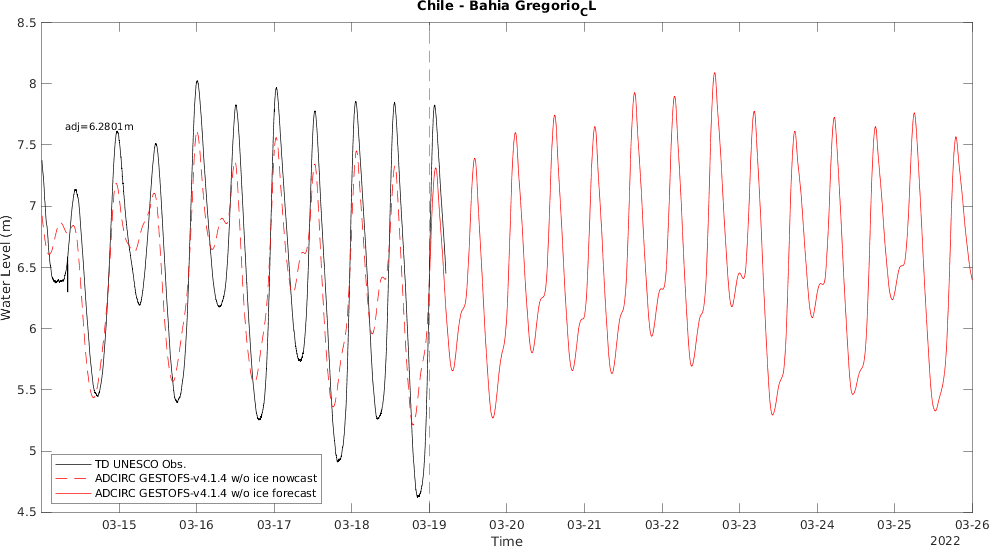 Chile - Bahia Gregorio_CL
8.5
8
7.5
7
6.5
6
5.5
5
4.5
Water Level (m)
adj=6.2801m
TD UNESCO Obs.
ADCIRC GESTOFS-v4.1.4 w/o ice nowcast
ADCIRC GESTOFS-v4.1.4 w/o ice forecast
03-15 03-16 03-17 03-18 03-19 03-20 03-21 03-22 03-23 03-24 03-25 03-26
Time
2022